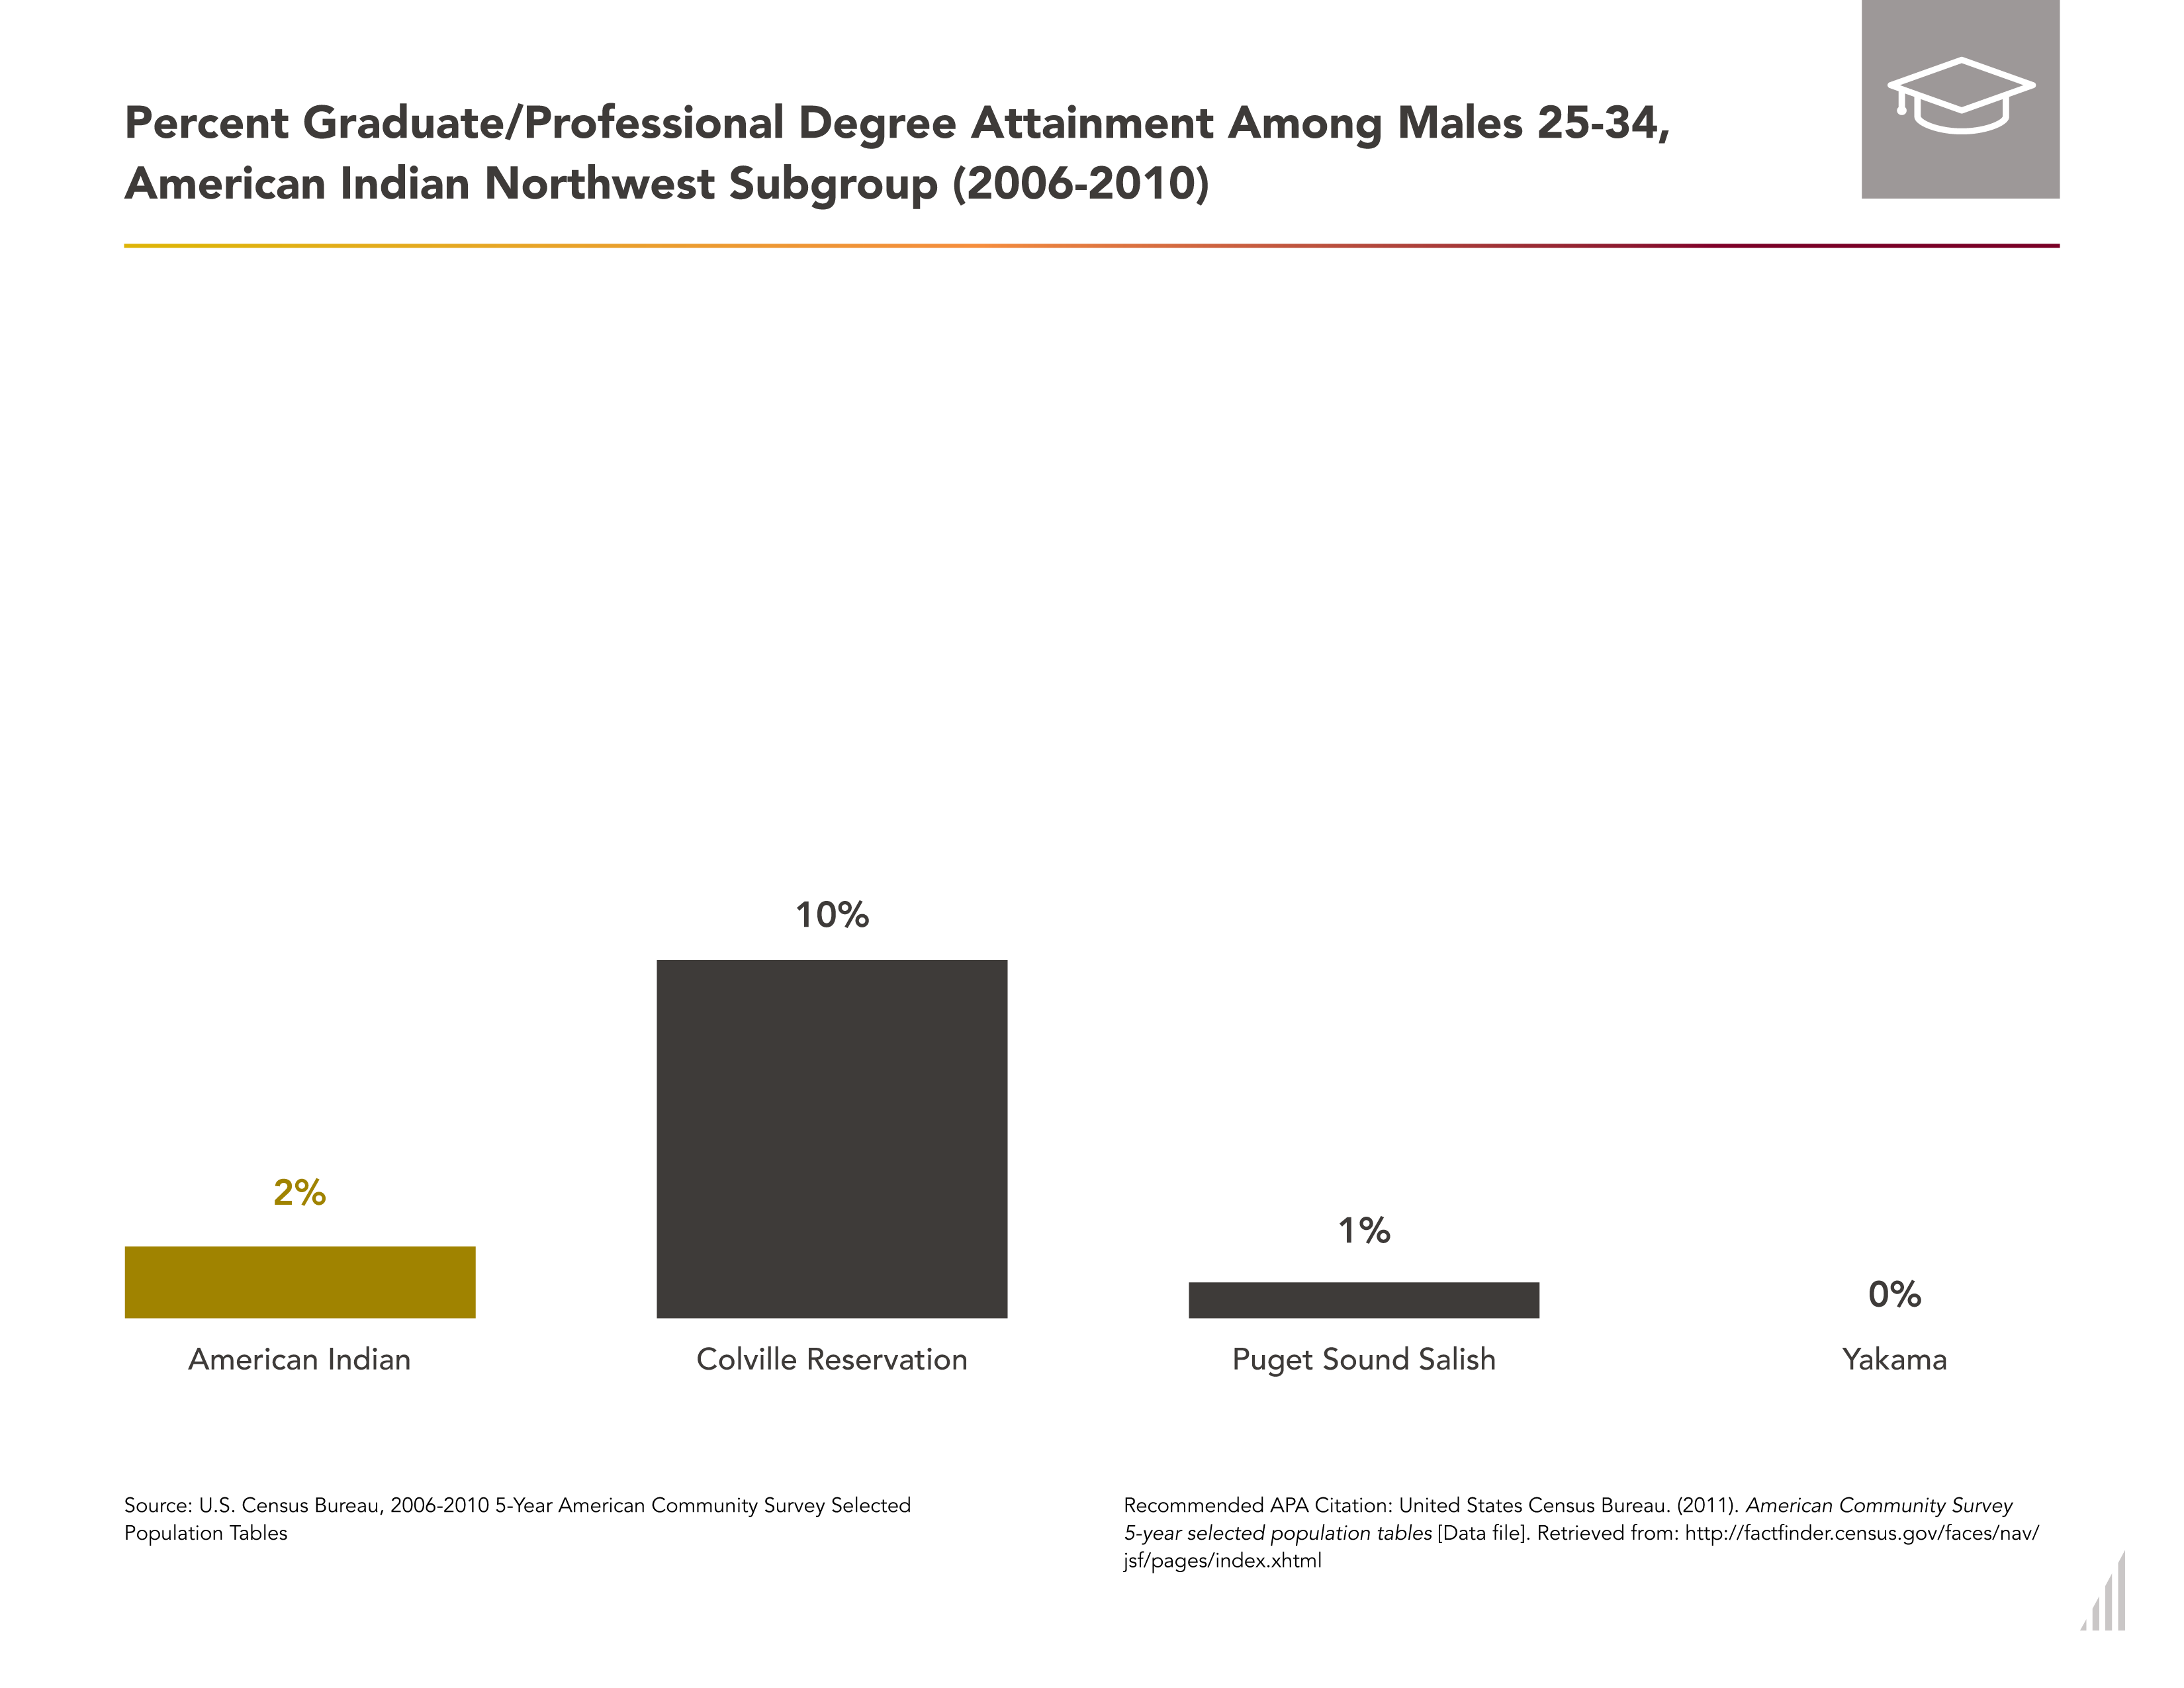 Percent Graduate/Professional Degree Attainment Among Males 25-34,
American Indian Northwest Subgroup (2006-2010)
10%
2%
1%
0%
American Indian
Colville Reservation
Puget Sound Salish
Yakama
Source: U.S. Census Bureau, 2006-2010 5-Year American Community Survey Selected
Population Tables
Recommended APA Citation: United States Census Bureau. (2011). American Community Survey
5-year selected population tables [Data file]. Retrieved from: http://factfinder.census.gov/faces/nav/
jsf/pages/index.xhtml